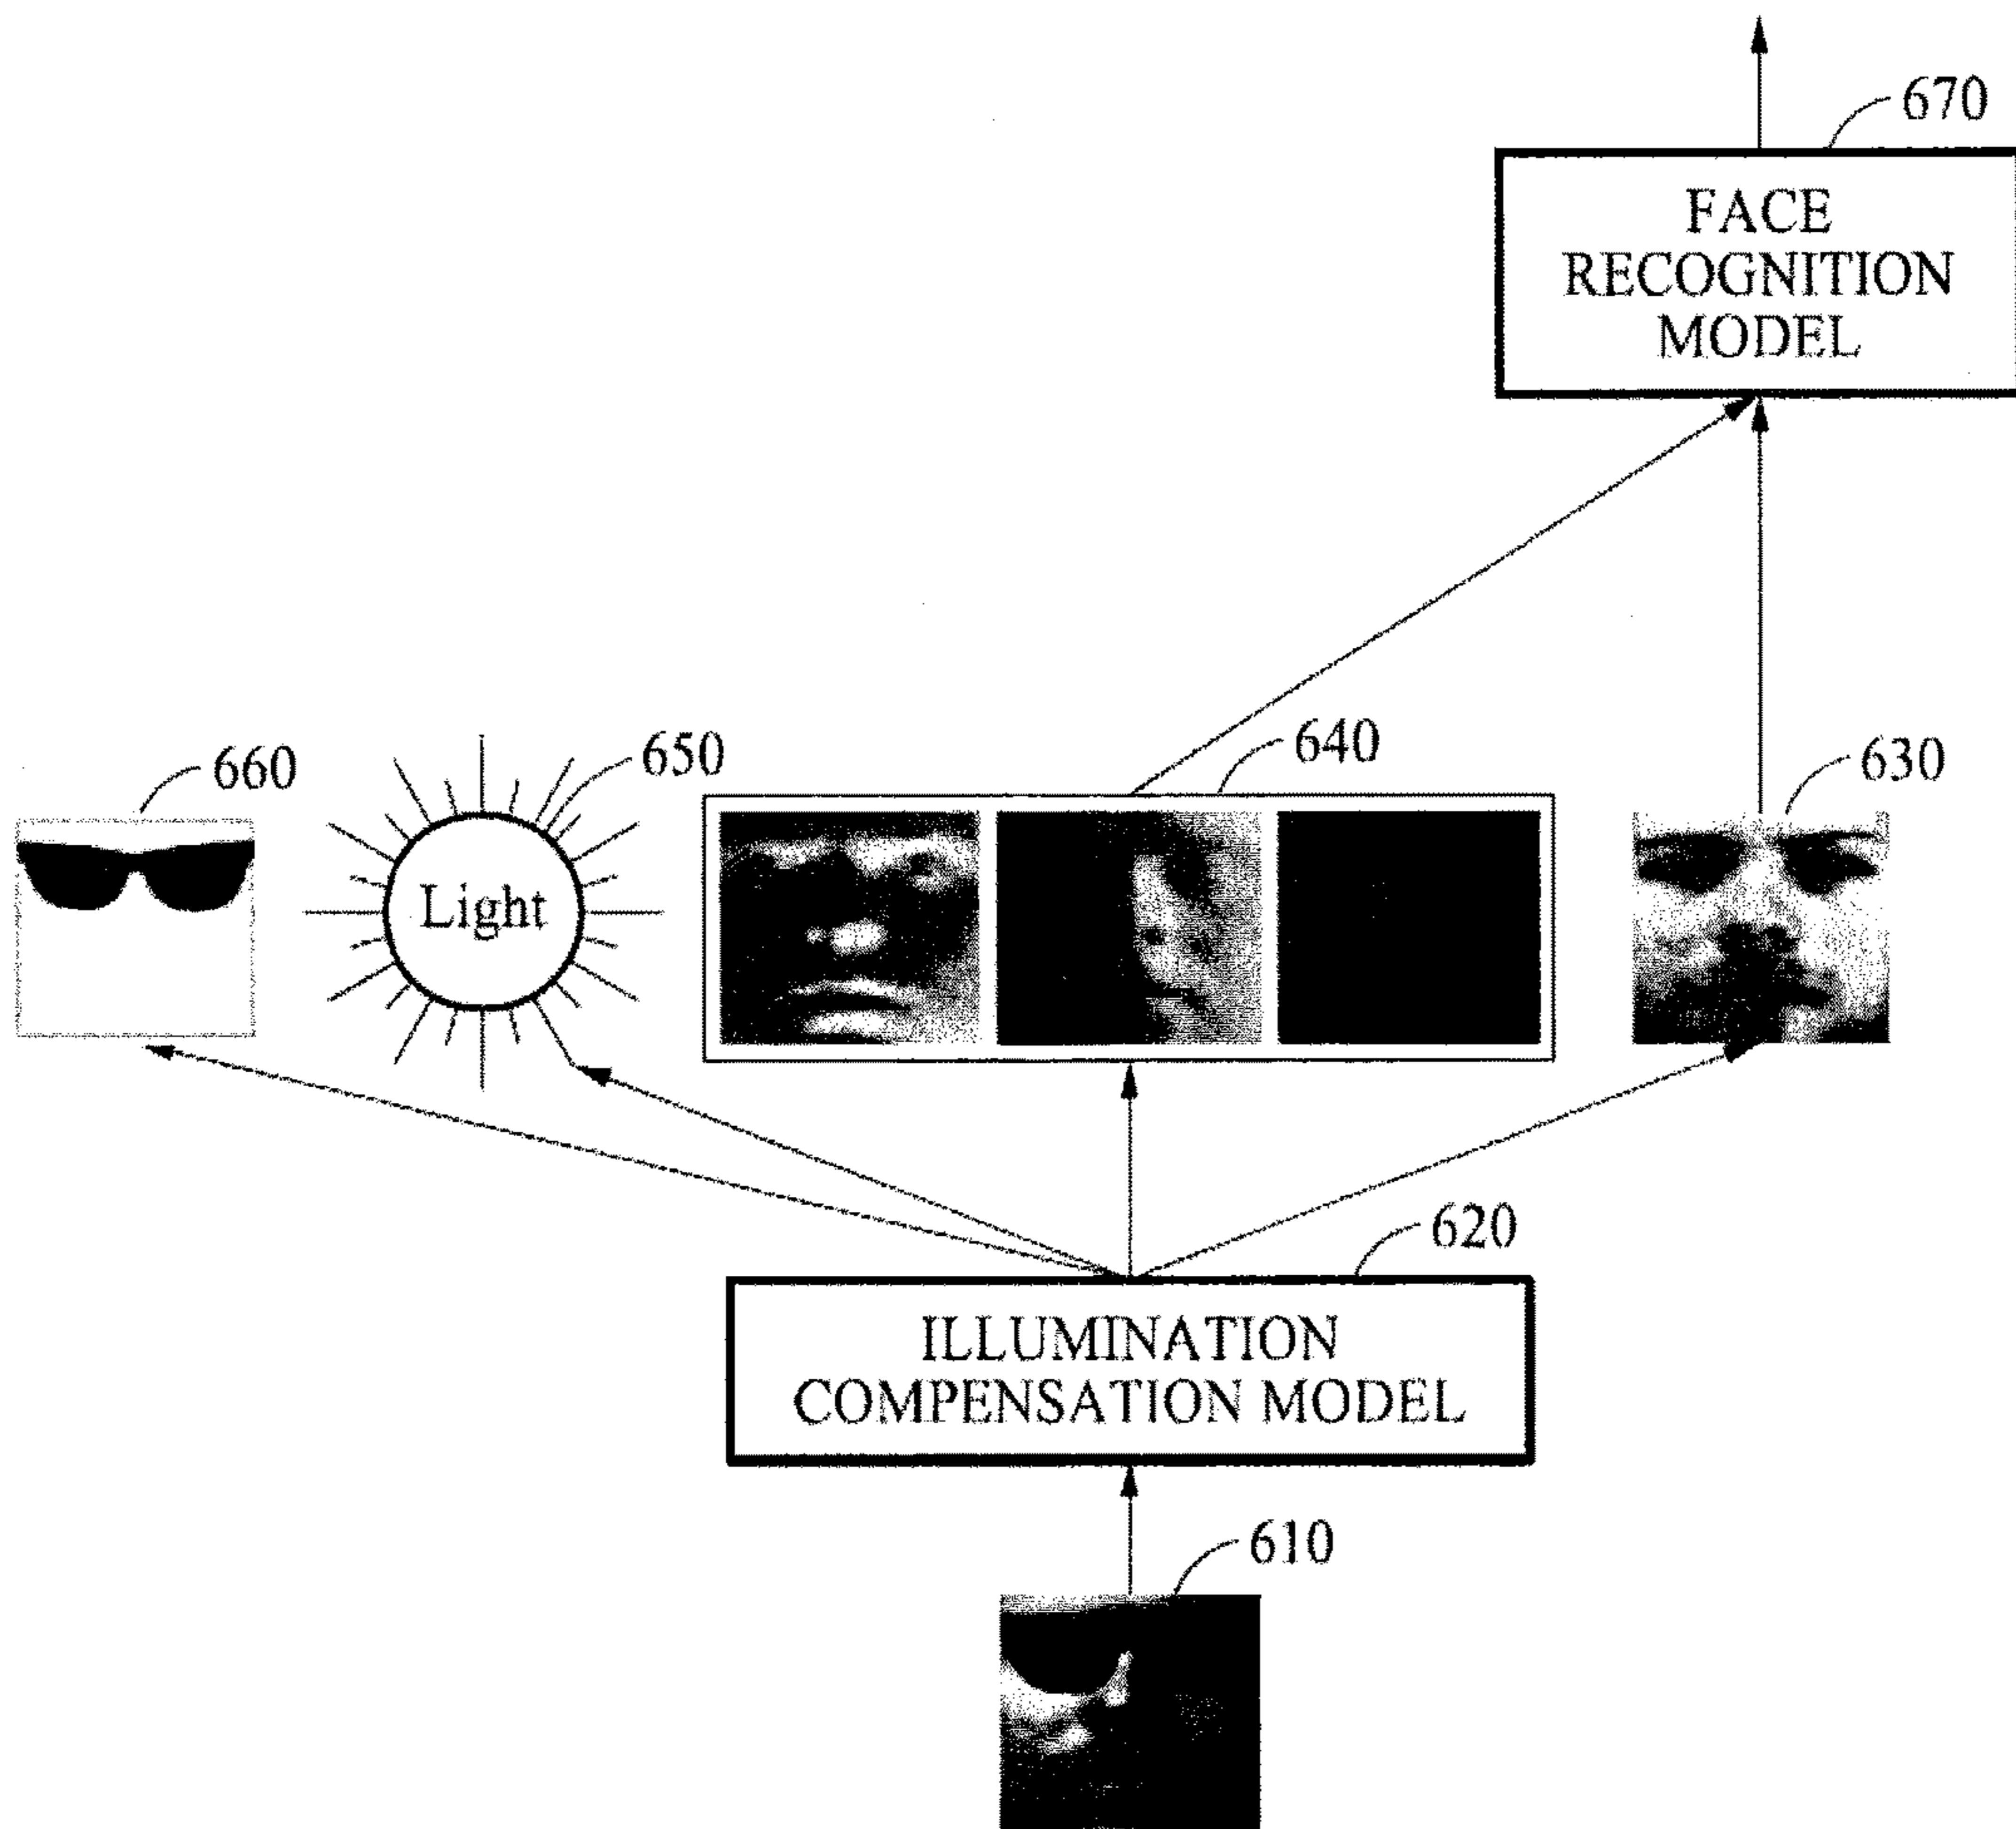 670
FACE
RECOGNITION
MODEL
660
650
640
630
Light
620
ILLUMINATION
COMPENSATION MODEL
610